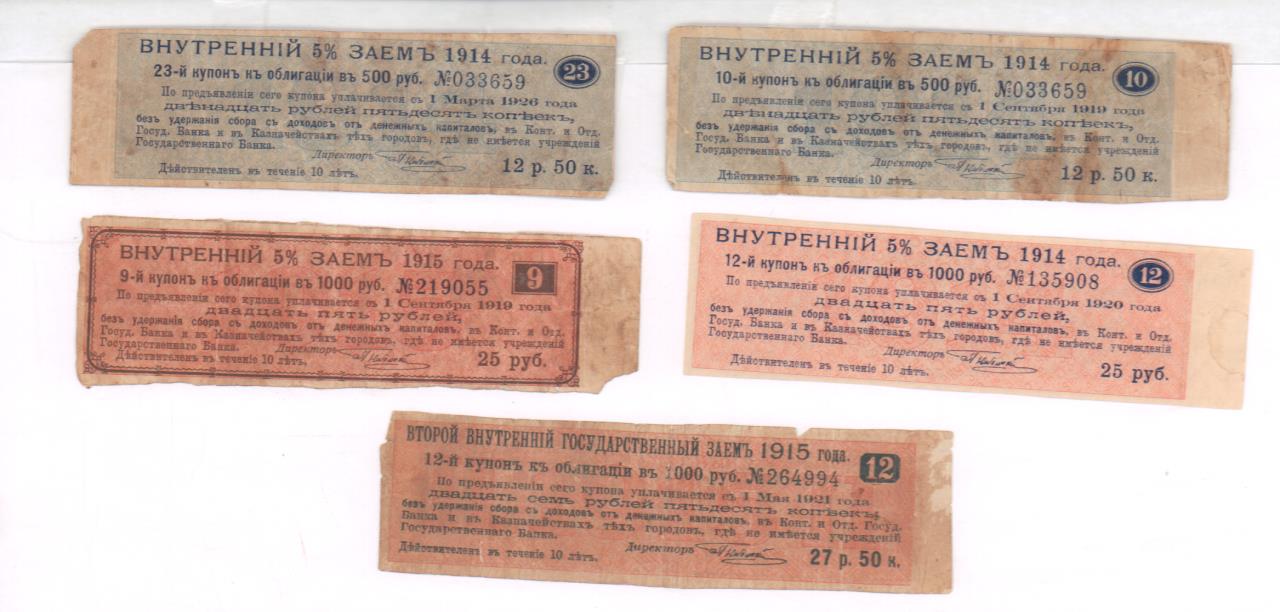 ВНУТРЕННІЙ 5% ЗАЕМЪ 1914 года.
23-й купонъ къ облигаціи въ 500 руб. №033659
23
По предъявленіи сего купона уплачивается съ 1 Марта 1926 года
двѣнадцать рублей пятьдесятъ копѣекъ,
безъ удержанія сбора съ доходовъ отъ денежныхъ капиталовъ, въ Конт. и Отд.
Госуд. Банка и въ Казначействахъ тѣхъ городовъ, гдѣ не имѣется учрежденій
Государственнаго Банка.
Директоръ
12 р. 50 к.
Дѣйствителенъ въ теченіе 10 лѣтъ.
ВНУТРЕННІЙ 5% ЗАЕМЪ 1914 года.
10-й купонъ къ облигаціи въ 500 руб. №033659
10
По предъявленіи сего купона уплачивается съ 1 Сентября 1919 года
двѣнадцать рублей пятьдесятъ копѣекъ,
безъ удержанія сбора съ доходовъ отъ денежныхъ капиталовъ, въ Конт. и Отд.
Госуд. Банка и въ Казначействахъ тѣхъ городовъ, гдѣ не имѣется учрежденій
Государственнаго Банка.
Директоръ
12 р. 50 к.
Дѣйствителенъ въ теченіе 10 лѣтъ.
ВНУТРЕННІЙ 5% ЗАЕМЪ 1915 года.
9-й купонъ къ облигаціи въ 1000 руб. №219055
9
По предъявленіи сего купона уплачивается съ 1 Сентября 1919 года
двадцать пять рублей,
безъ удержанія сбора съ доходовъ отъ денежныхъ капиталовъ, въ Конт. и Отд.
Госуд. Банка и въ Казначействахъ тѣхъ городовъ, гдѣ не имѣется учрежденій
Государственнаго Банка.
Директоръ
25 руб.
Дѣйствителенъ въ теченіе 10 лѣтъ.
ВНУТРЕННІЙ 5% ЗАЕМЪ 1914 года.
12-й купонъ къ облигаціи въ 1000 руб. №135908
12
По предъявленіи сего купона уплачивается съ 1 Сентября 1920 года
двадцать пять рублей,
безъ удержанія сбора съ доходовъ отъ денежныхъ капиталовъ, въ Конт. и Отд.
Госуд. Банка и въ Казначействахъ тѣхъ городовъ, гдѣ не имѣется учрежденій
Государственнаго Банка.
Директоръ
25 руб.
Дѣйствителенъ въ теченіе 10 лѣтъ.
ВТОРОЙ ВНУТРЕННІЙ ГОСУДАРСТВЕННЫЙ ЗАЕМЪ 1915 года.
12-й купонъ къ облигаціи въ 1000 руб. №264994
12
По предъявленіи сего купона уплачивается съ 1 Мая 1921 года
двадцать семь рублей пятьдесятъ копѣекъ,
безъ удержанія сбора съ доходовъ отъ денежныхъ капиталовъ, въ Конт. и Отд. Госуд.
Банка и въ Казначействахъ тѣхъ городовъ, гдѣ не имѣется учрежденій
Государственнаго Банка.
Директоръ
27 р. 50 к.
Дѣйствителенъ въ теченіе 10 лѣтъ.